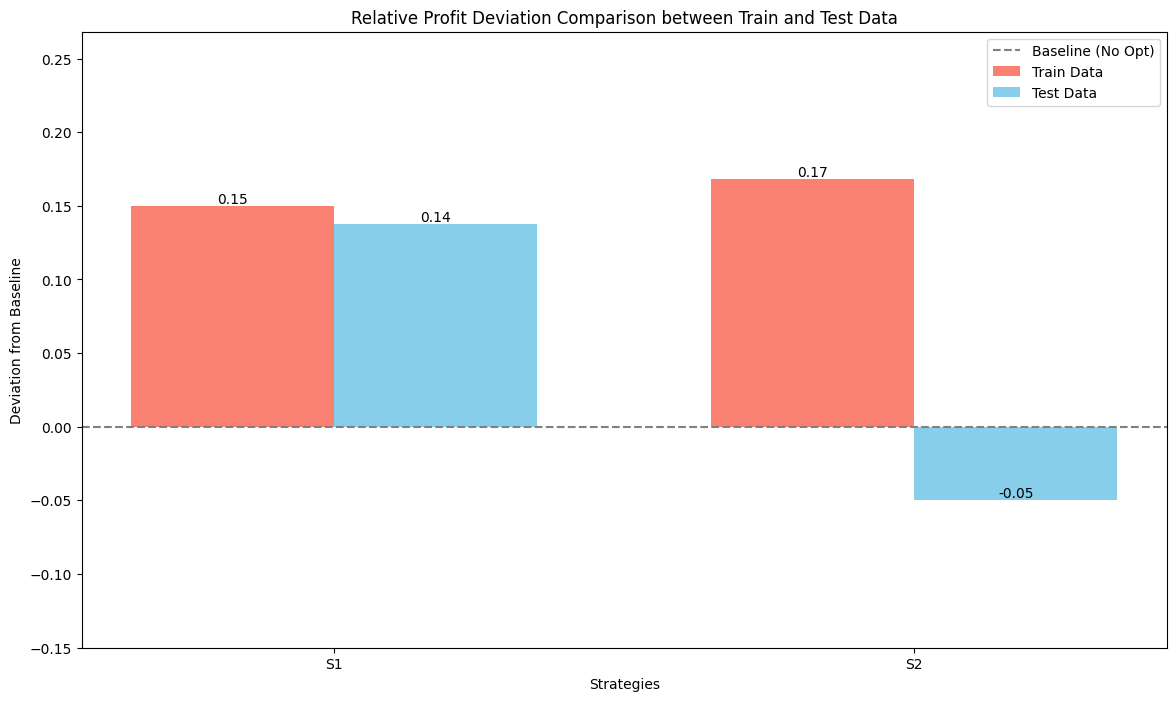 Relative Profit Deviation Comparison between Train and Test Data
Baseline (No Opt)
Train Data
Test Data
0.25
0.20
0.15
0.10
0.05
0.00
−0.05
−0.10
−0.15
Deviation from Baseline
0.15
0.14
0.17
-0.05
S1
S2
Strategies